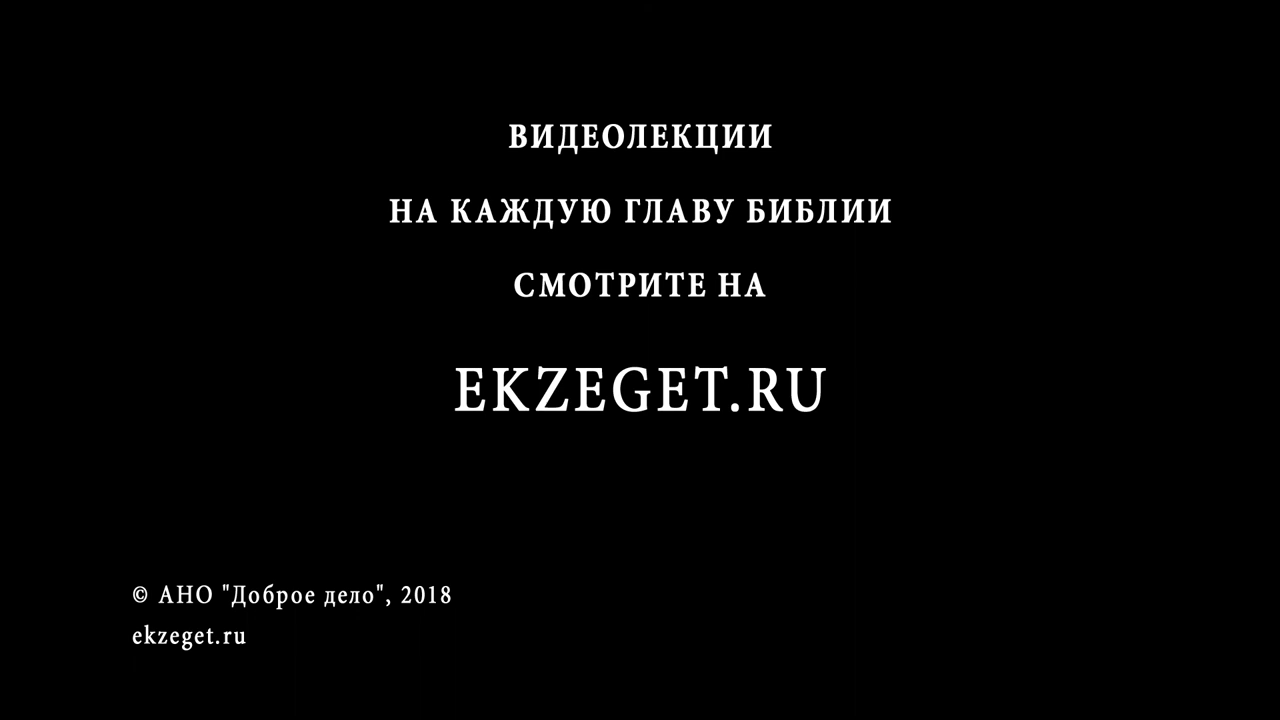 ВИДЕОЛЕКЦИИ
НА КАЖДУЮ ГЛАВУ БИБЛИИ
СМОТРИТЕ НА
EKZEGET.RU
© АНО "Доброе дело", 2018
ekzeget.ru